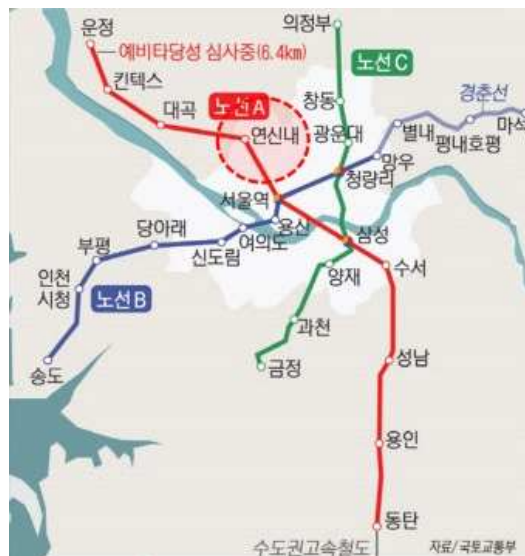 운정
예비타당성 심사중(6.4km)
킨텍스
대곡
노선A
연신내
의정부
노선C
창동
광운대
경춘선
별내
마석
평내호평
망우
청량리
서울역
용산
여의도
신도림
당아래
부평
인천
시청
노선B
송도
삼성
양재
수서
과천
금정
성남
용인
동탄
수도권고속철도
자료/국토교통부